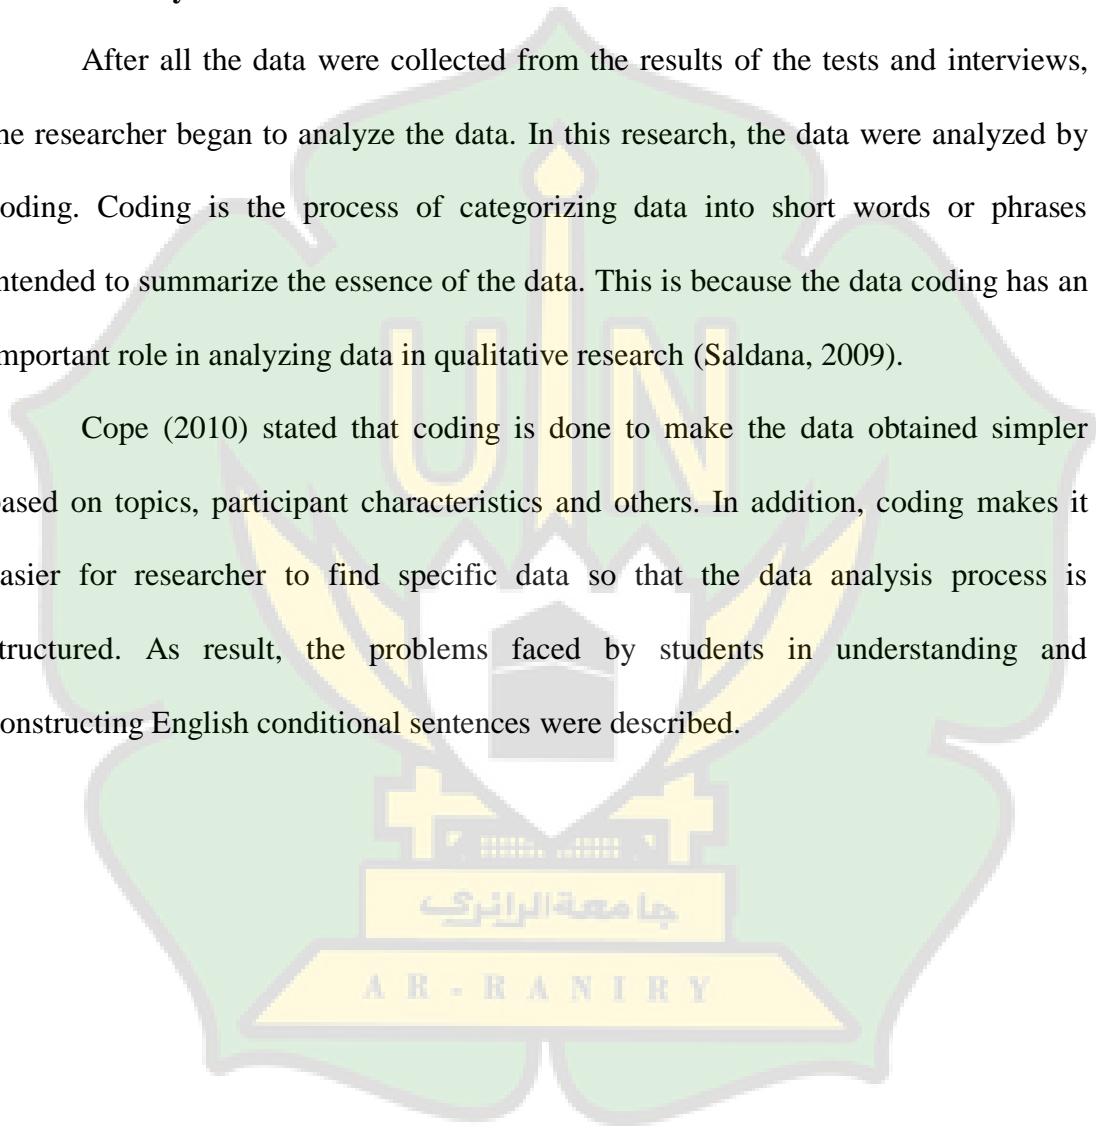 After all the data were collected from the results of the tests and interviews,
he researcher began to analyze the data. In this research, the data were analyzed by
oding. Coding is the process of categorizing data into short words or phrases
ntended to summarize the essence of the data. This is because the data coding has an
mportant role in analyzing data in qualitative research (Saldana, 2009).
Cope (2010) stated that coding is done to make the data obtained simpler
ased on topics, participant characteristics and others. In addition, coding makes it
asier for researcher to find specific data so that the data analysis process is
tructured. As result, the problems faced by students in understanding and
onstructing English conditional sentences were described.
UIN
جامعة الرانري
AR-RANIRY